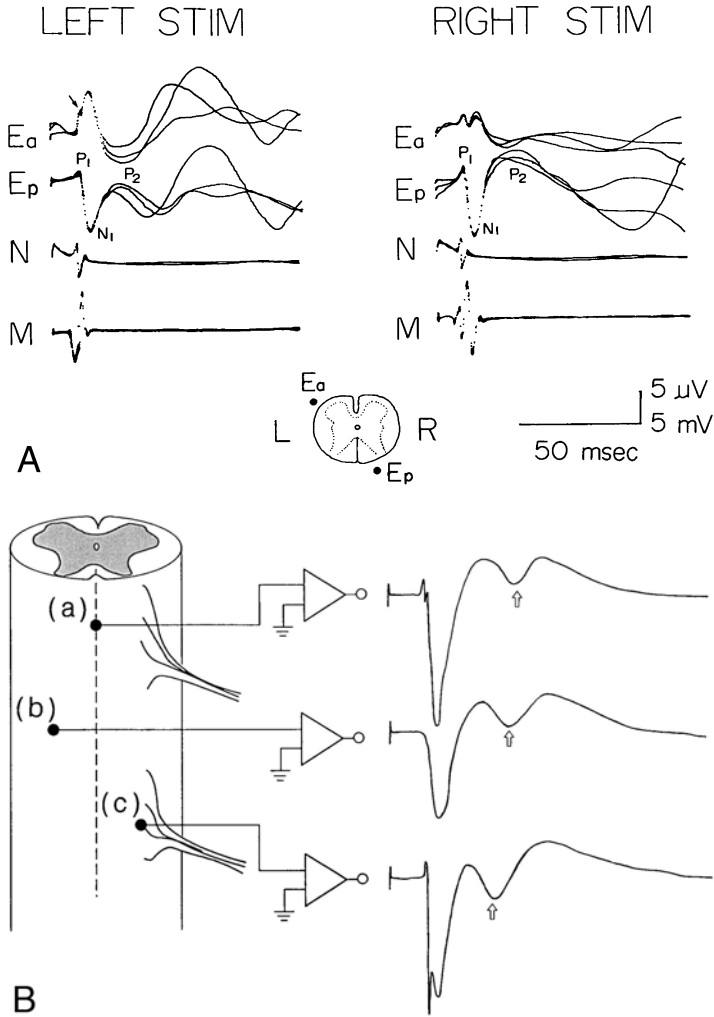 LEFT STIM
RIGHT STIM
Ea
P1
Ep
P2
N1
N
M
Ea
P1
Ep
P2
N1
N
M
Ea
L
R
Ep
5 µV
5 mV
50 msec
A
(a)
(b)
(c)
B